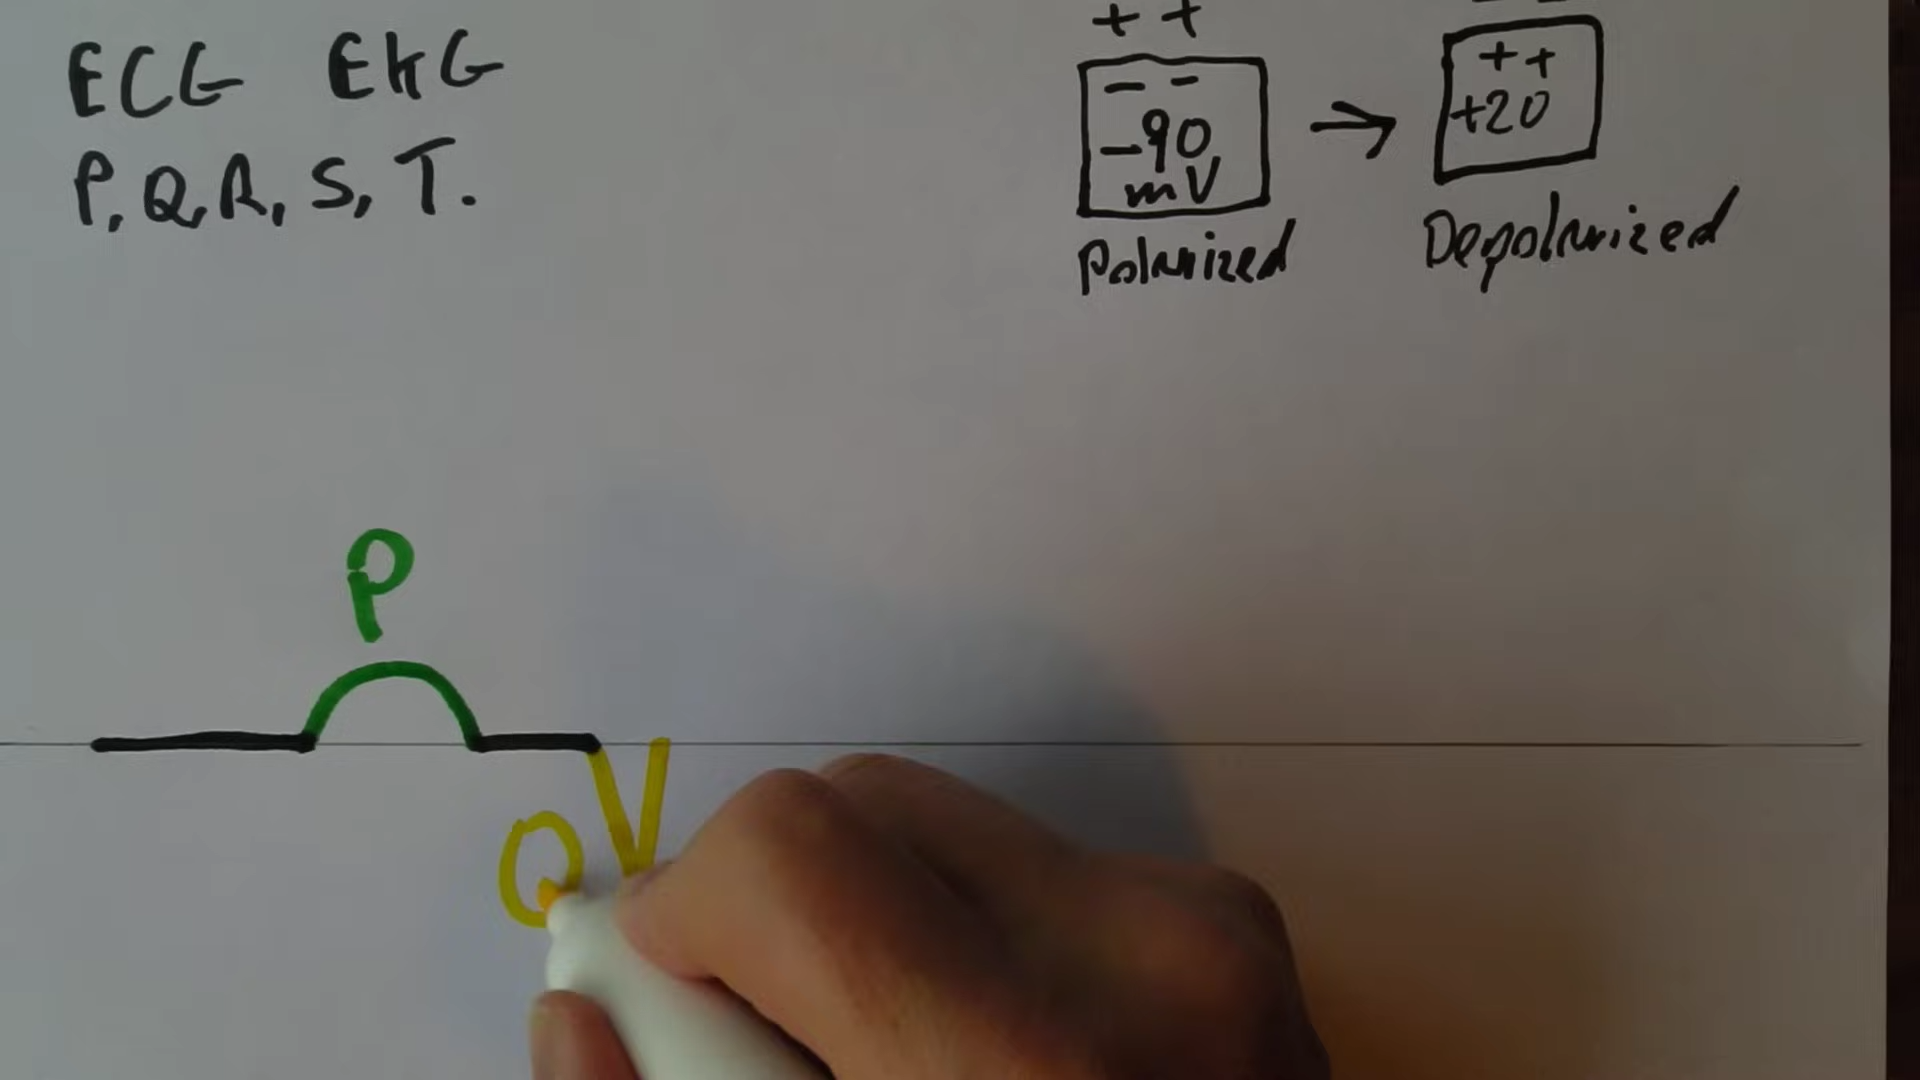 ECG EKG
P, Q, R, S, T.
+ +
- -
-90
mV
Polarized
- -
+ +
+20
Depolarized
P
Q